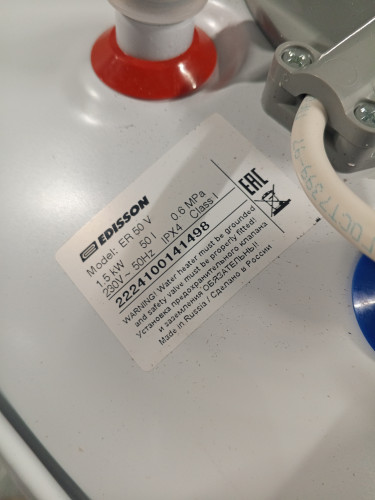 EDISSON
Model: ER 50 V
1,5 kW 50 l 0.6 MPa
230V ~ 50Hz IPX4 Class I
2224100141498
EAC
WARNING! Water heater must be grounded
and safety valve must be properly fitted!
Установка предохранительного клапана
и заземления ОБЯЗАТЕЛЬНЫ!
Made in Russia / Сделано в России